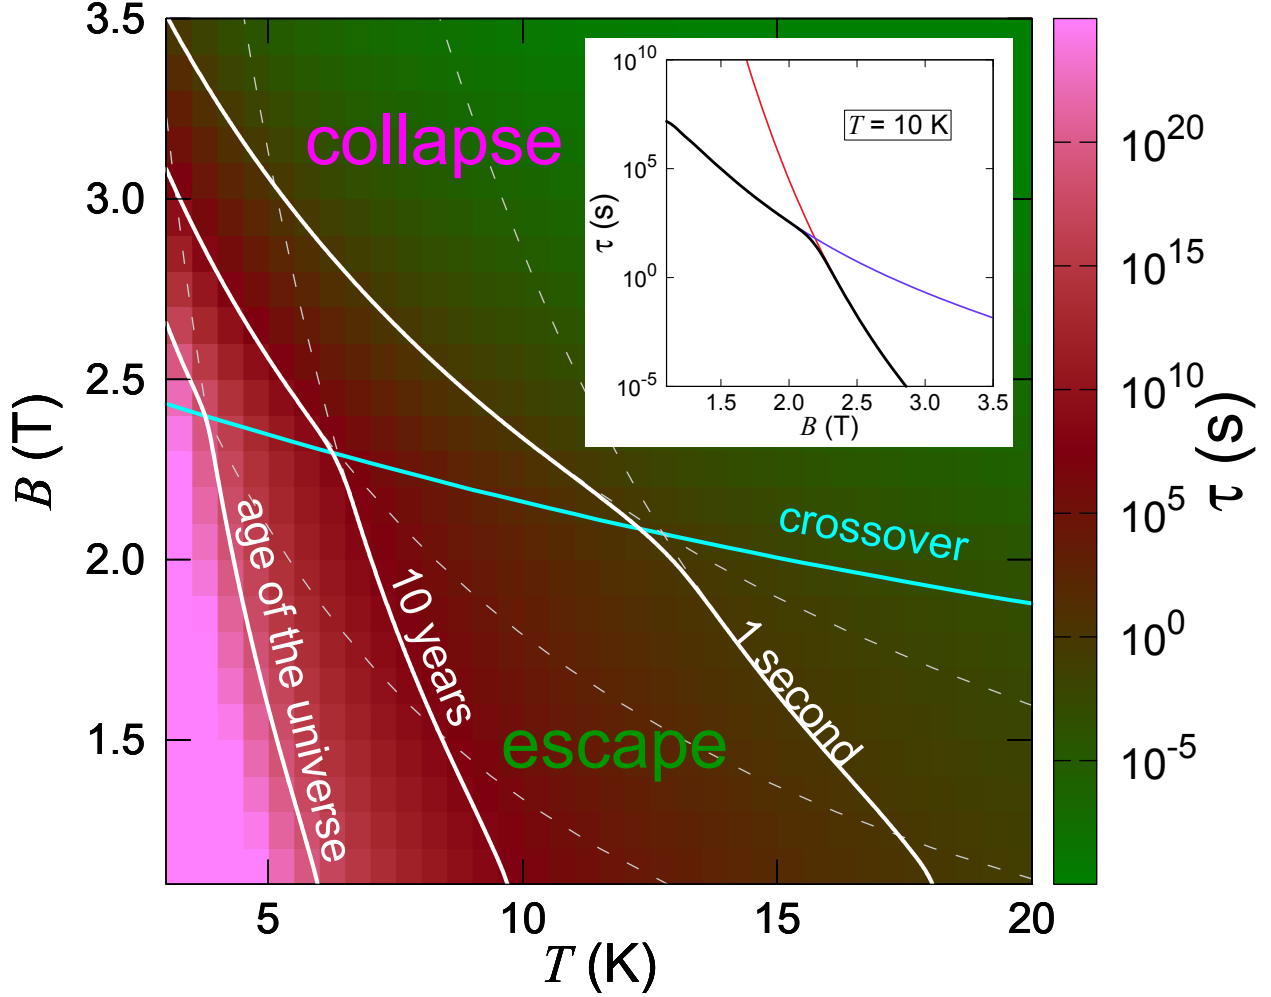 3.5
3.0
2.5
2.0
1.5
B (T)
5
10
15
20
T (K)
collapse
escape
crossover
age of the universe
10 years
1 second
10^10
10^5
10^0
10^-5
τ (s)
T = 10 K
1.5
2.0
2.5
3.0
3.5
B (T)
10^20
10^15
10^10
10^5
10^0
10^-5
τ (s)